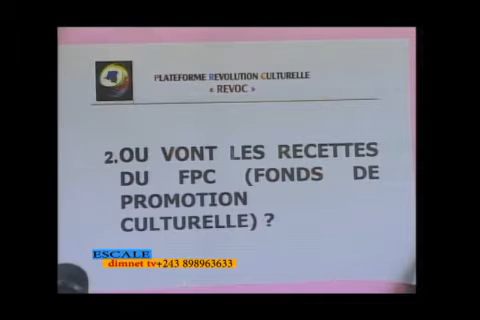 PLATEFORME REVOLUTION CULTURELLE
« REVOC »
2.OU VONT LES RECETTES
DU FPC (FONDS DE
PROMOTION
CULTURELLE) ?
ESCALE
dimnet tv+243 898963633